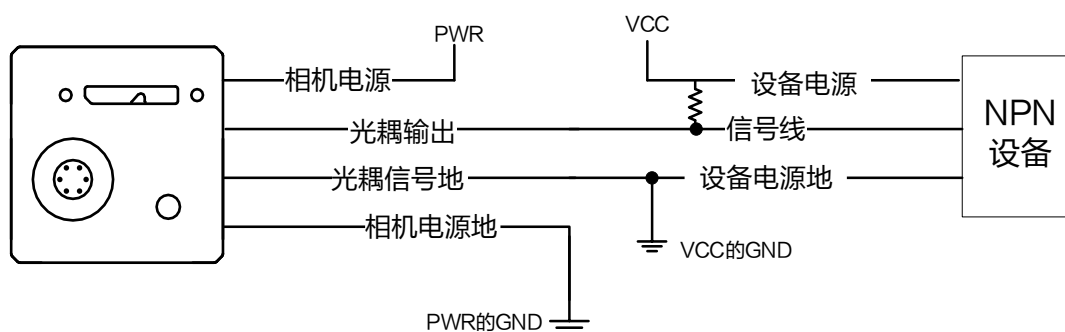 PWR
VCC
相机电源
设备电源
光耦输出
信号线
NPN
设备
光耦信号地
设备电源地
相机电源地
VCC的GND
PWR的GND